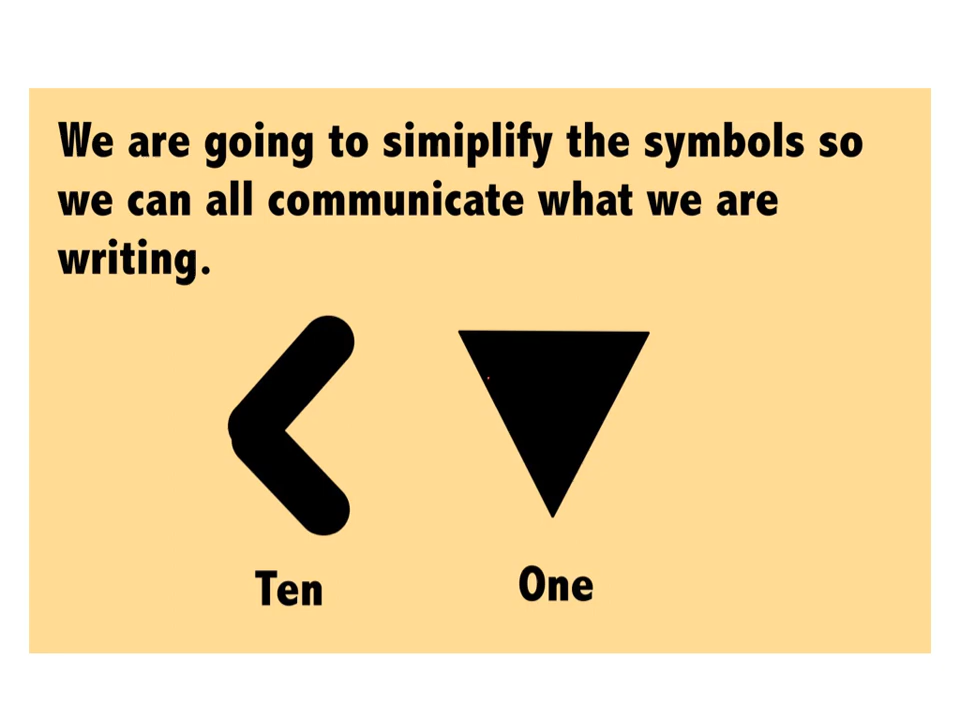 We are going to simiplify the symbols so
we can all communicate what we are
writing.
Ten
One